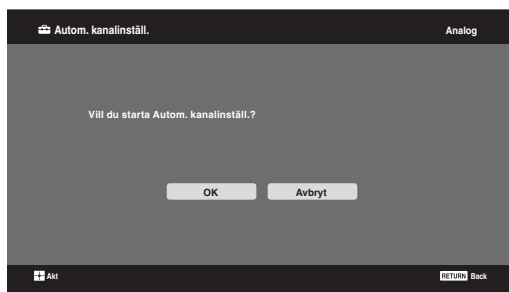 Autom. kanalinställ. Analog
Vill du starta Autom. kanalinställ.?
OK Avbryt
Akt RETURN Back